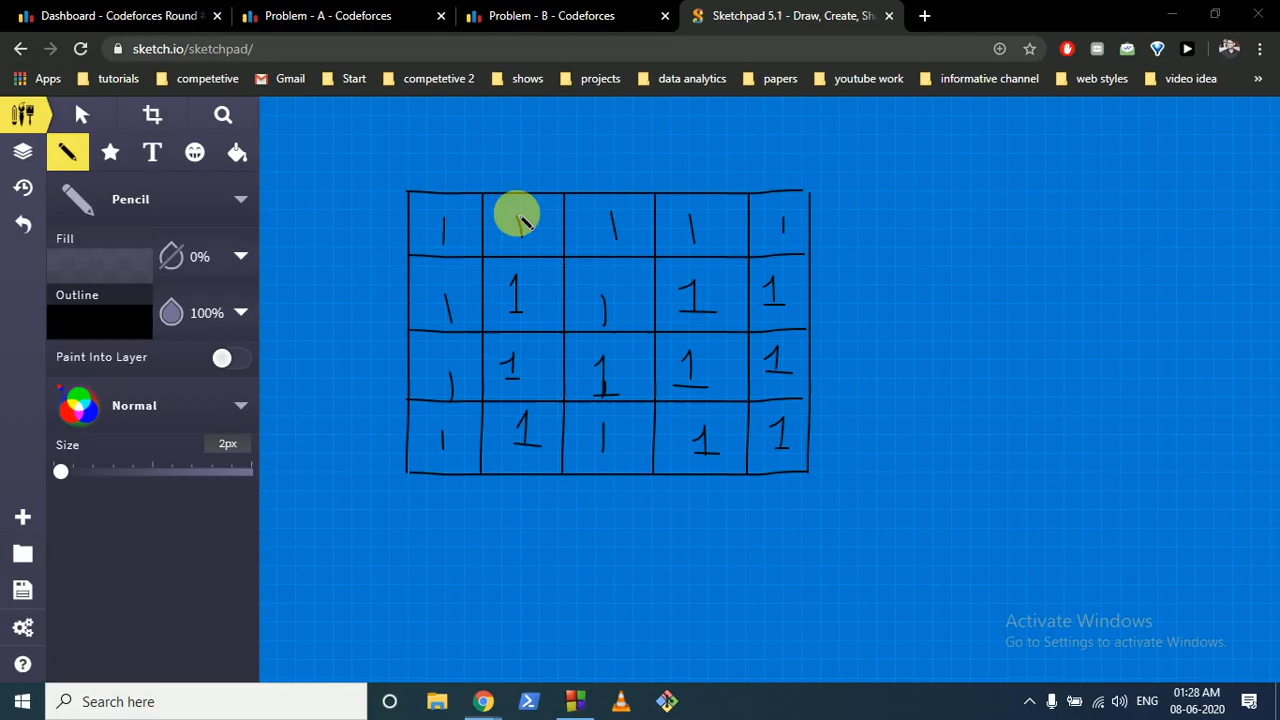 Dashboard - Codeforces Round
Problem - A - Codeforces
Problem - B - Codeforces
Sketchpad 5.1 - Draw, Create, Sh
sketch.io/sketchpad/
Apps tutorials competetive Gmail Start competetive 2 shows projects data analytics papers youtube work informative channel web styles video idea »
Pencil
Fill
0%
Outline
100%
Paint Into Layer
Normal
Size
2px
1 1 1 1 1
1 1 1 1 1
1 1 1 1 1
1 1 1 1 1
Activate Windows
Go to Settings to activate Windows.
Search here
ENG
01:28 AM
08-06-2020